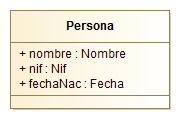 Persona
+ nombre : Nombre
+ nif : Nif
+ fechaNac : Fecha